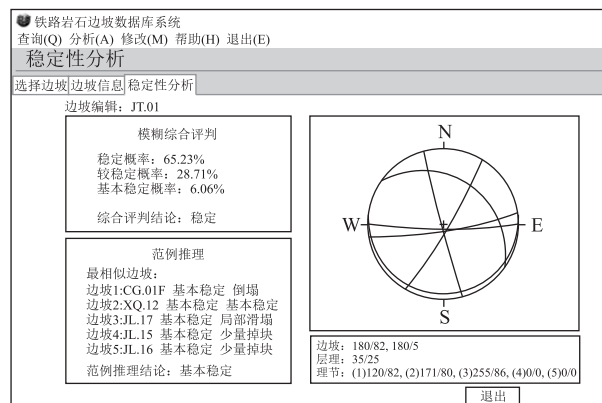 铁路岩石边坡数据库系统
查询(Q) 分析(A) 修改(M) 帮助(H) 退出(E)
稳定性分析
选择边坡 边坡信息 稳定性分析
边坡编辑：JT.01
模糊综合评判
稳定概率：65.23%
较稳定概率：28.71%
基本稳定概率：6.06%
综合评判结论：稳定
范例推理
最相似边坡：
边坡1:CG.01F 基本稳定 倒塌
边坡2:XQ.12 基本稳定 基本稳定
边坡3:JL.17 基本稳定 局部滑塌
边坡4:JL.15 基本稳定 少量掉块
边坡5:JL.16 基本稳定 少量掉块
范例推理结论：基本稳定
N
W
E
S
边坡：180/82, 180/5
层理：35/25
理节：(1)120/82, (2)171/80, (3)255/86, (4)0/0, (5)0/0
退出